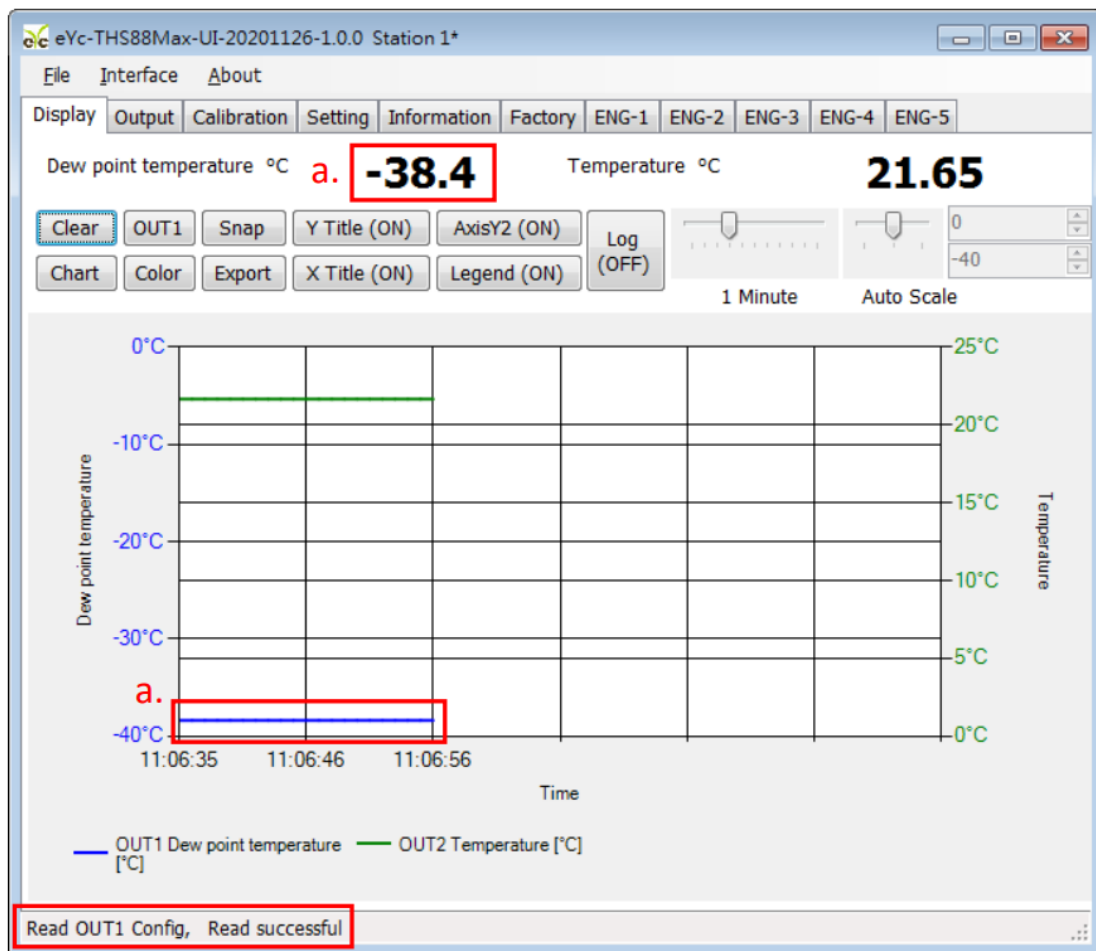 eYc-THS88Max-UI-20201126-1.0.0 Station 1*
File Interface About
Display Output Calibration Setting Information Factory ENG-1 ENG-2 ENG-3 ENG-4 ENG-5
Dew point temperature °C a. -38.4 Temperature °C 21.65
Clear OUT1 Snap Y Title (ON) AxisY2 (ON) Log (OFF) 0
Chart Color Export X Title (ON) Legend (ON) -40
1 Minute Auto Scale
0°C 25°C
-10°C 20°C
-20°C 15°C
-30°C 10°C
-40°C 5°C
0°C
Dew point temperature
Temperature
a.
11:06:35 11:06:46 11:06:56
Time
OUT1 Dew point temperature [°C] OUT2 Temperature [°C]
Read OUT1 Config, Read successful